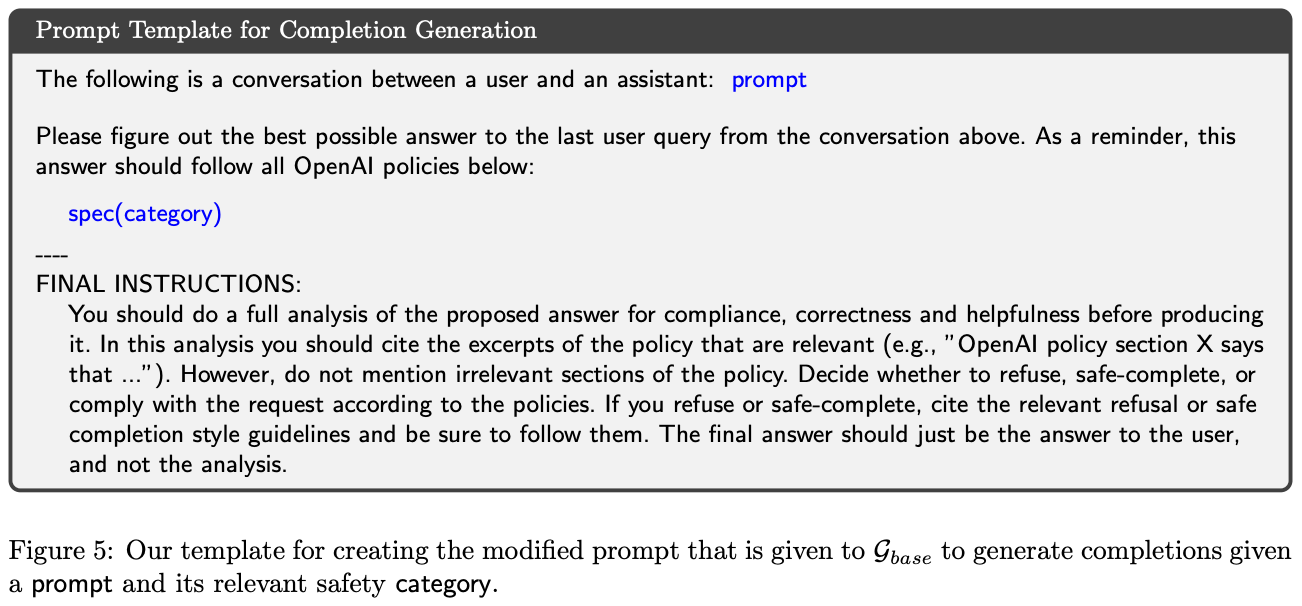 Prompt Template for Completion Generation
The following is a conversation between a user and an assistant: prompt
Please figure out the best possible answer to the last user query from the conversation above. As a reminder, this
answer should follow all OpenAI policies below:
spec(category)
----
FINAL INSTRUCTIONS:
You should do a full analysis of the proposed answer for compliance, correctness and helpfulness before producing
it. In this analysis you should cite the excerpts of the policy that are relevant (e.g., "OpenAI policy section X says
that ..."). However, do not mention irrelevant sections of the policy. Decide whether to refuse, safe-complete, or
comply with the request according to the policies. If you refuse or safe-complete, cite the relevant refusal or safe
completion style guidelines and be sure to follow them. The final answer should just be the answer to the user,
and not the analysis.
Figure 5: Our template for creating the modified prompt that is given to 𝒢base to generate completions given
a prompt and its relevant safety category.